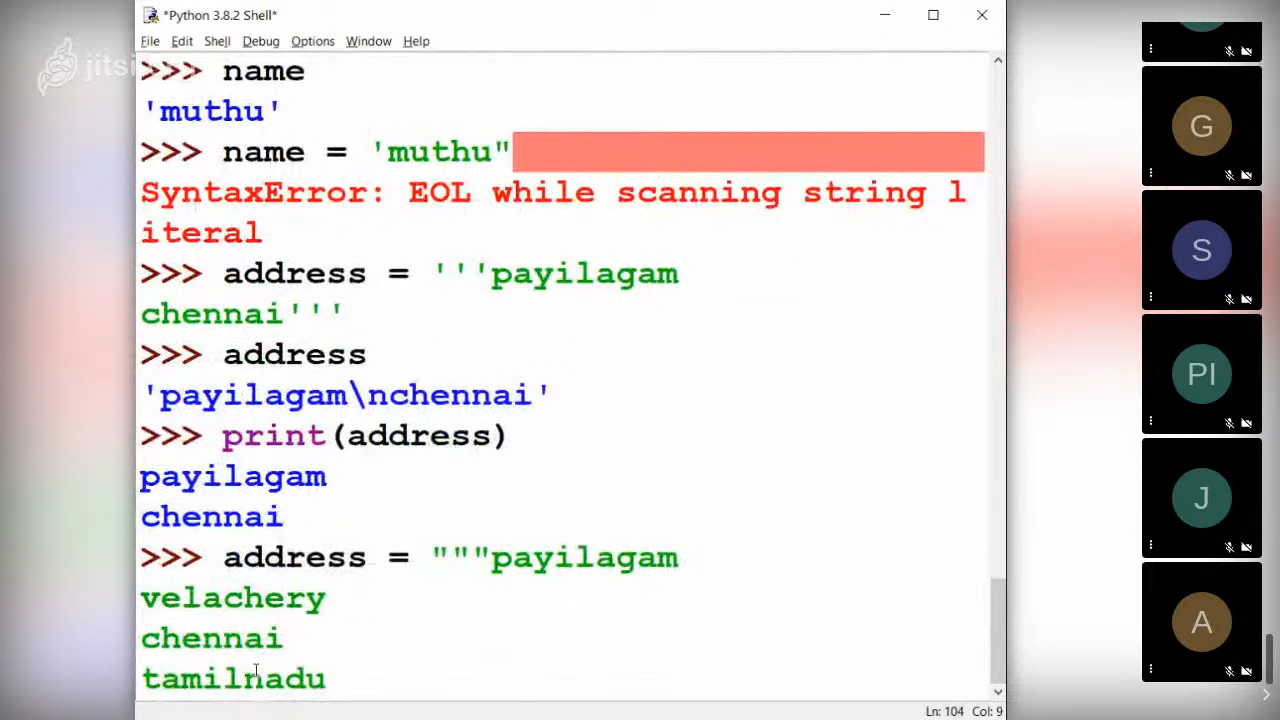 *Python 3.8.2 Shell*
File Edit Shell Debug Options Window Help
jitsi
>>> name
'muthu'
>>> name = 'muthu"
SyntaxError: EOL while scanning string l
iteral
>>> address = '''payilagam
chennai'''
>>> address
'payilagam\nchennai'
>>> print(address)
payilagam
chennai
>>> address = """payilagam
velachery
chennai
tamilnadu
Ln: 104 Col: 9
G
S
PI
J
A